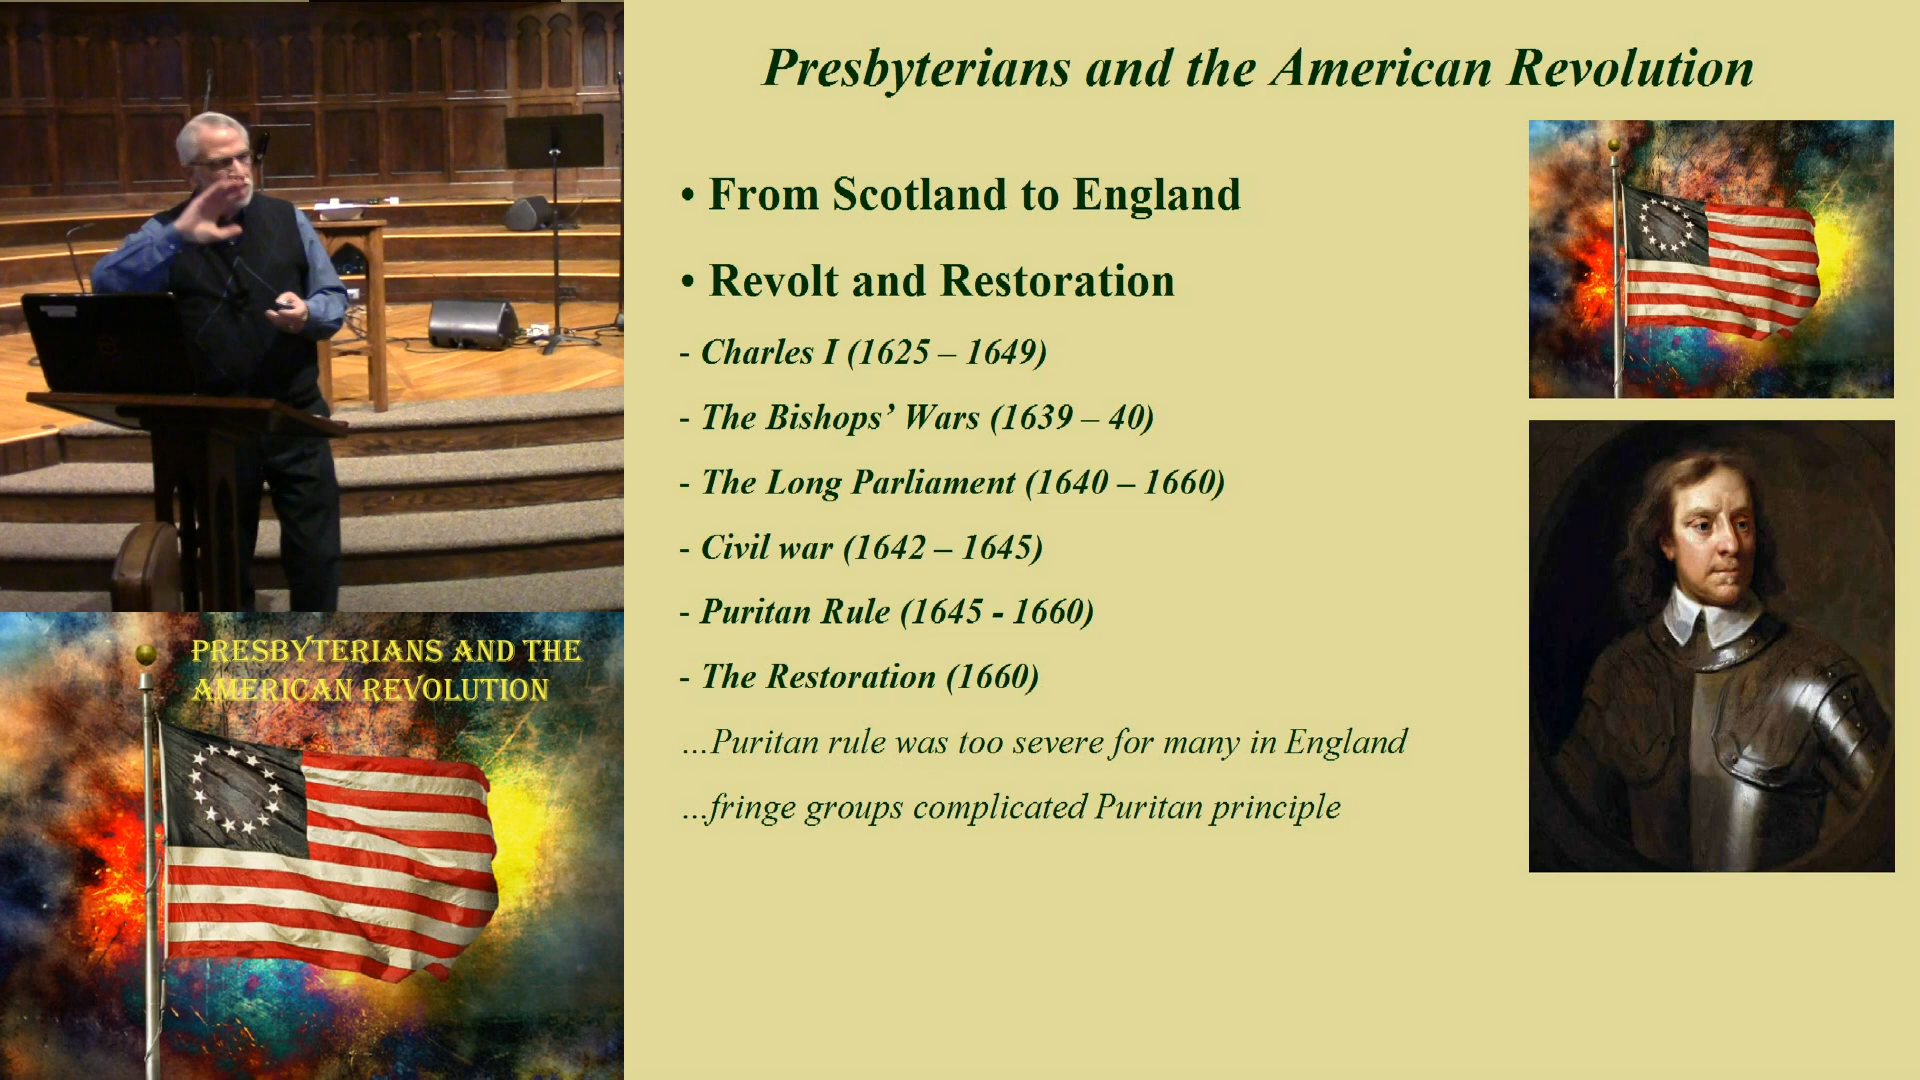 Presbyterians and the American Revolution
• From Scotland to England
• Revolt and Restoration
- Charles I (1625 – 1649)
- The Bishops’ Wars (1639 – 40)
- The Long Parliament (1640 – 1660)
- Civil war (1642 – 1645)
- Puritan Rule (1645 - 1660)
- The Restoration (1660)
...Puritan rule was too severe for many in England
...fringe groups complicated Puritan principle
PRESBYTERIANS AND THE
AMERICAN REVOLUTION